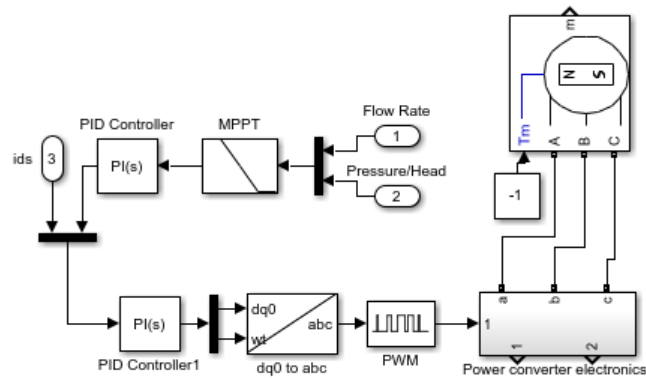 m
N S
Tm A B C
Flow Rate
PID Controller MPPT
1
ids 3
PI(s)
Pressure/Head
2
-1
a b c
PI(s)
dq0
wt
abc
1
1 2
PID Controller1
dq0 to abc
PWM
Power converter electronics